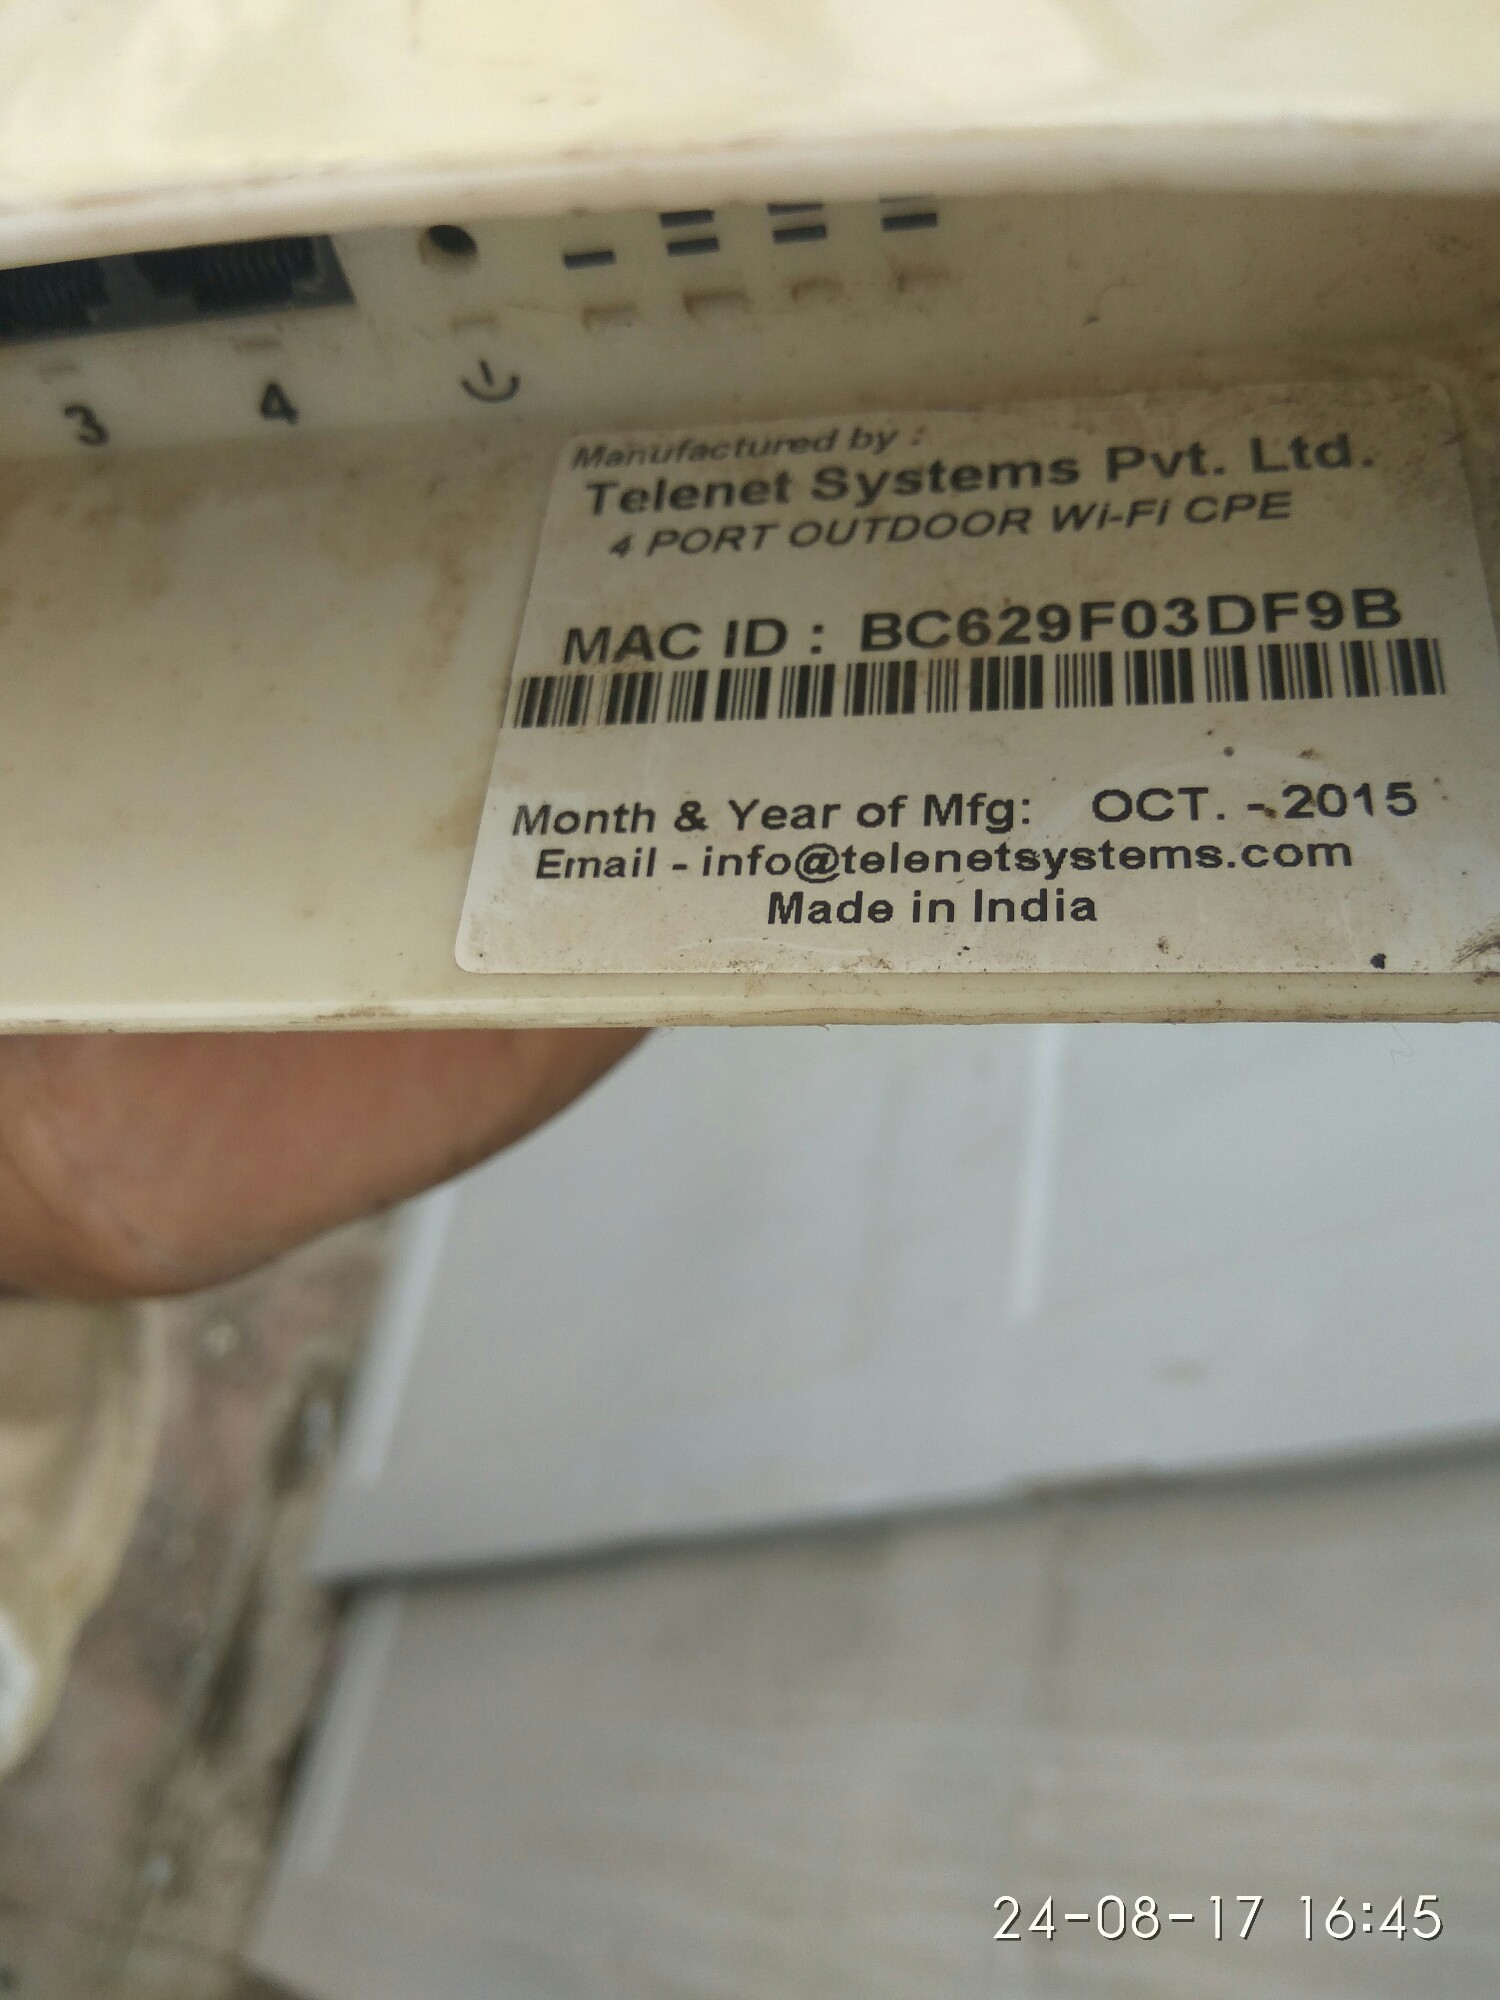 3
4
Manufactured by :
Telenet Systems Pvt. Ltd.
4 PORT OUTDOOR Wi-Fi CPE
MAC ID : BC629F03DF9B
Month & Year of Mfg: OCT. - 2015
Email - info@telenetsystems.com
Made in India
24-08-17 16:45